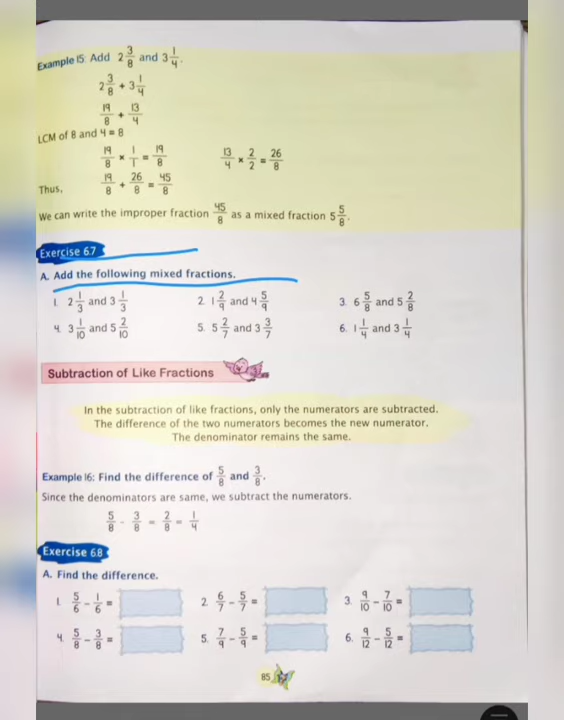 Example 15: Add 2 3/8 and 3 1/4.
2 3/8 + 3 1/4
19/8 + 13/4
LCM of 8 and 4 = 8
19/8 × 1/1 = 19/8 13/4 × 2/2 = 26/8
Thus, 19/8 + 26/8 = 45/8
We can write the improper fraction 45/8 as a mixed fraction 5 5/8.
Exercise 6.7
A. Add the following mixed fractions.
1. 2 1/3 and 3 1/3 2. 1 2/9 and 4 5/9 3. 6 5/8 and 5 2/8
4. 3 1/10 and 5 2/10 5. 5 2/7 and 3 3/7 6. 1 1/4 and 3 1/4
Subtraction of Like Fractions
In the subtraction of like fractions, only the numerators are subtracted.
The difference of the two numerators becomes the new numerator.
The denominator remains the same.
Example 16: Find the difference of 5/8 and 3/8.
Since the denominators are same, we subtract the numerators.
5/8 - 3/8 = 2/8 = 1/4
Exercise 6.8
A. Find the difference.
1. 5/6 - 1/6 = 2. 6/7 - 5/7 = 3. 9/10 - 7/10 =
4. 5/8 - 3/8 = 5. 7/9 - 5/9 = 6. 9/12 - 5/12 =
85